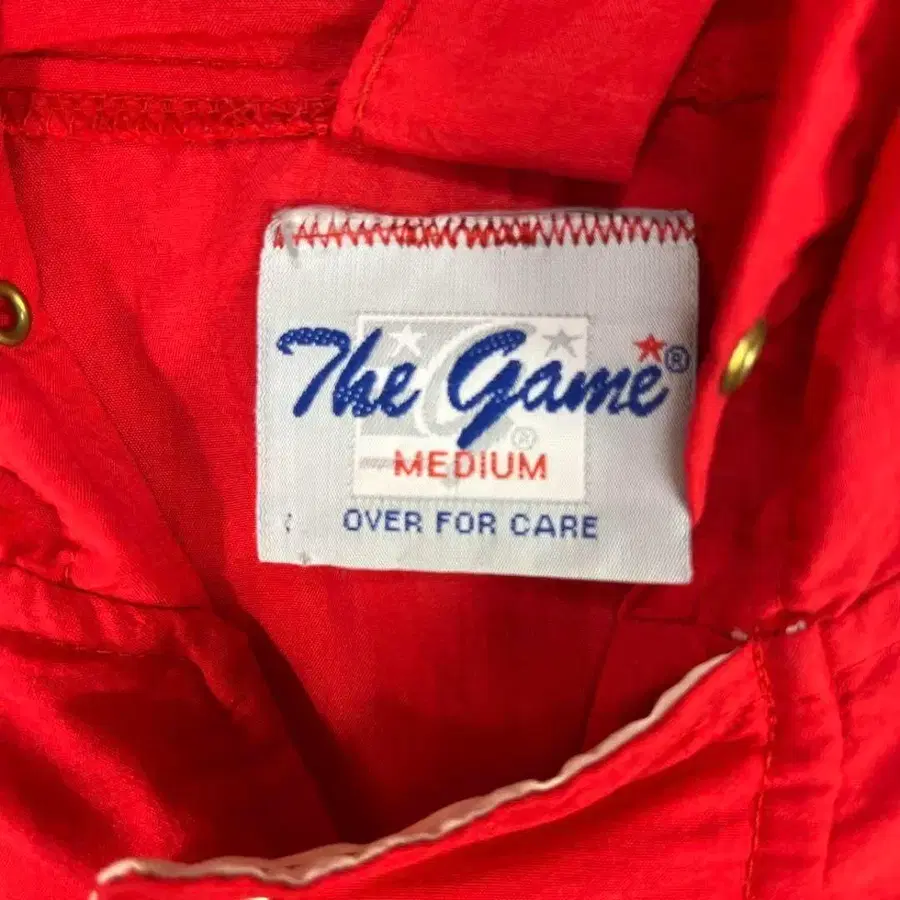 The Game®
MEDIUM
OVER FOR CARE